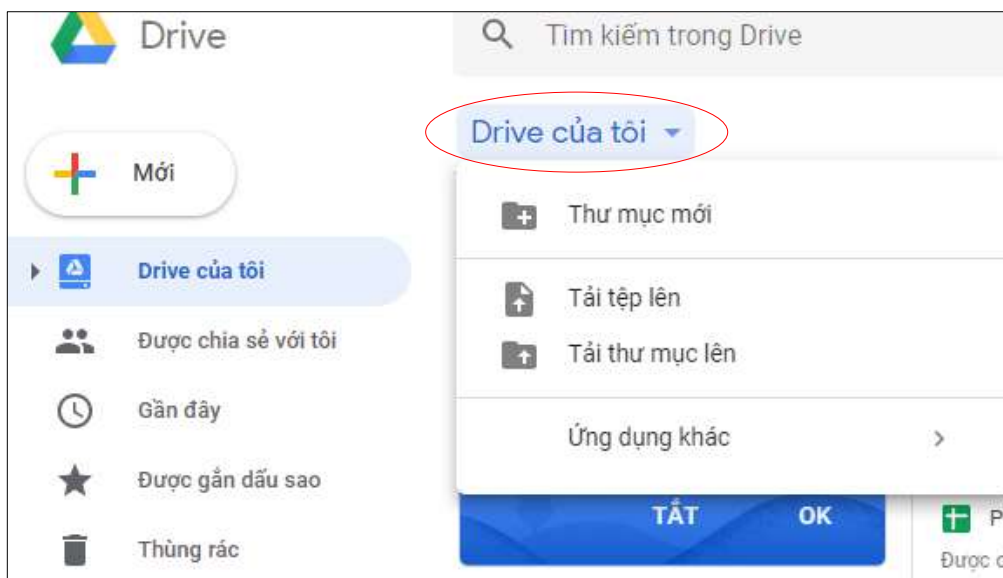 Drive
Tìm kiếm trong Drive
Drive của tôi
Mới
Thư mục mới
Drive của tôi
Tải tệp lên
Được chia sẻ với tôi
Tải thư mục lên
Gần đây
Ứng dụng khác
Được gắn dấu sao
TẮT
OK
P
Thùng rác
Được